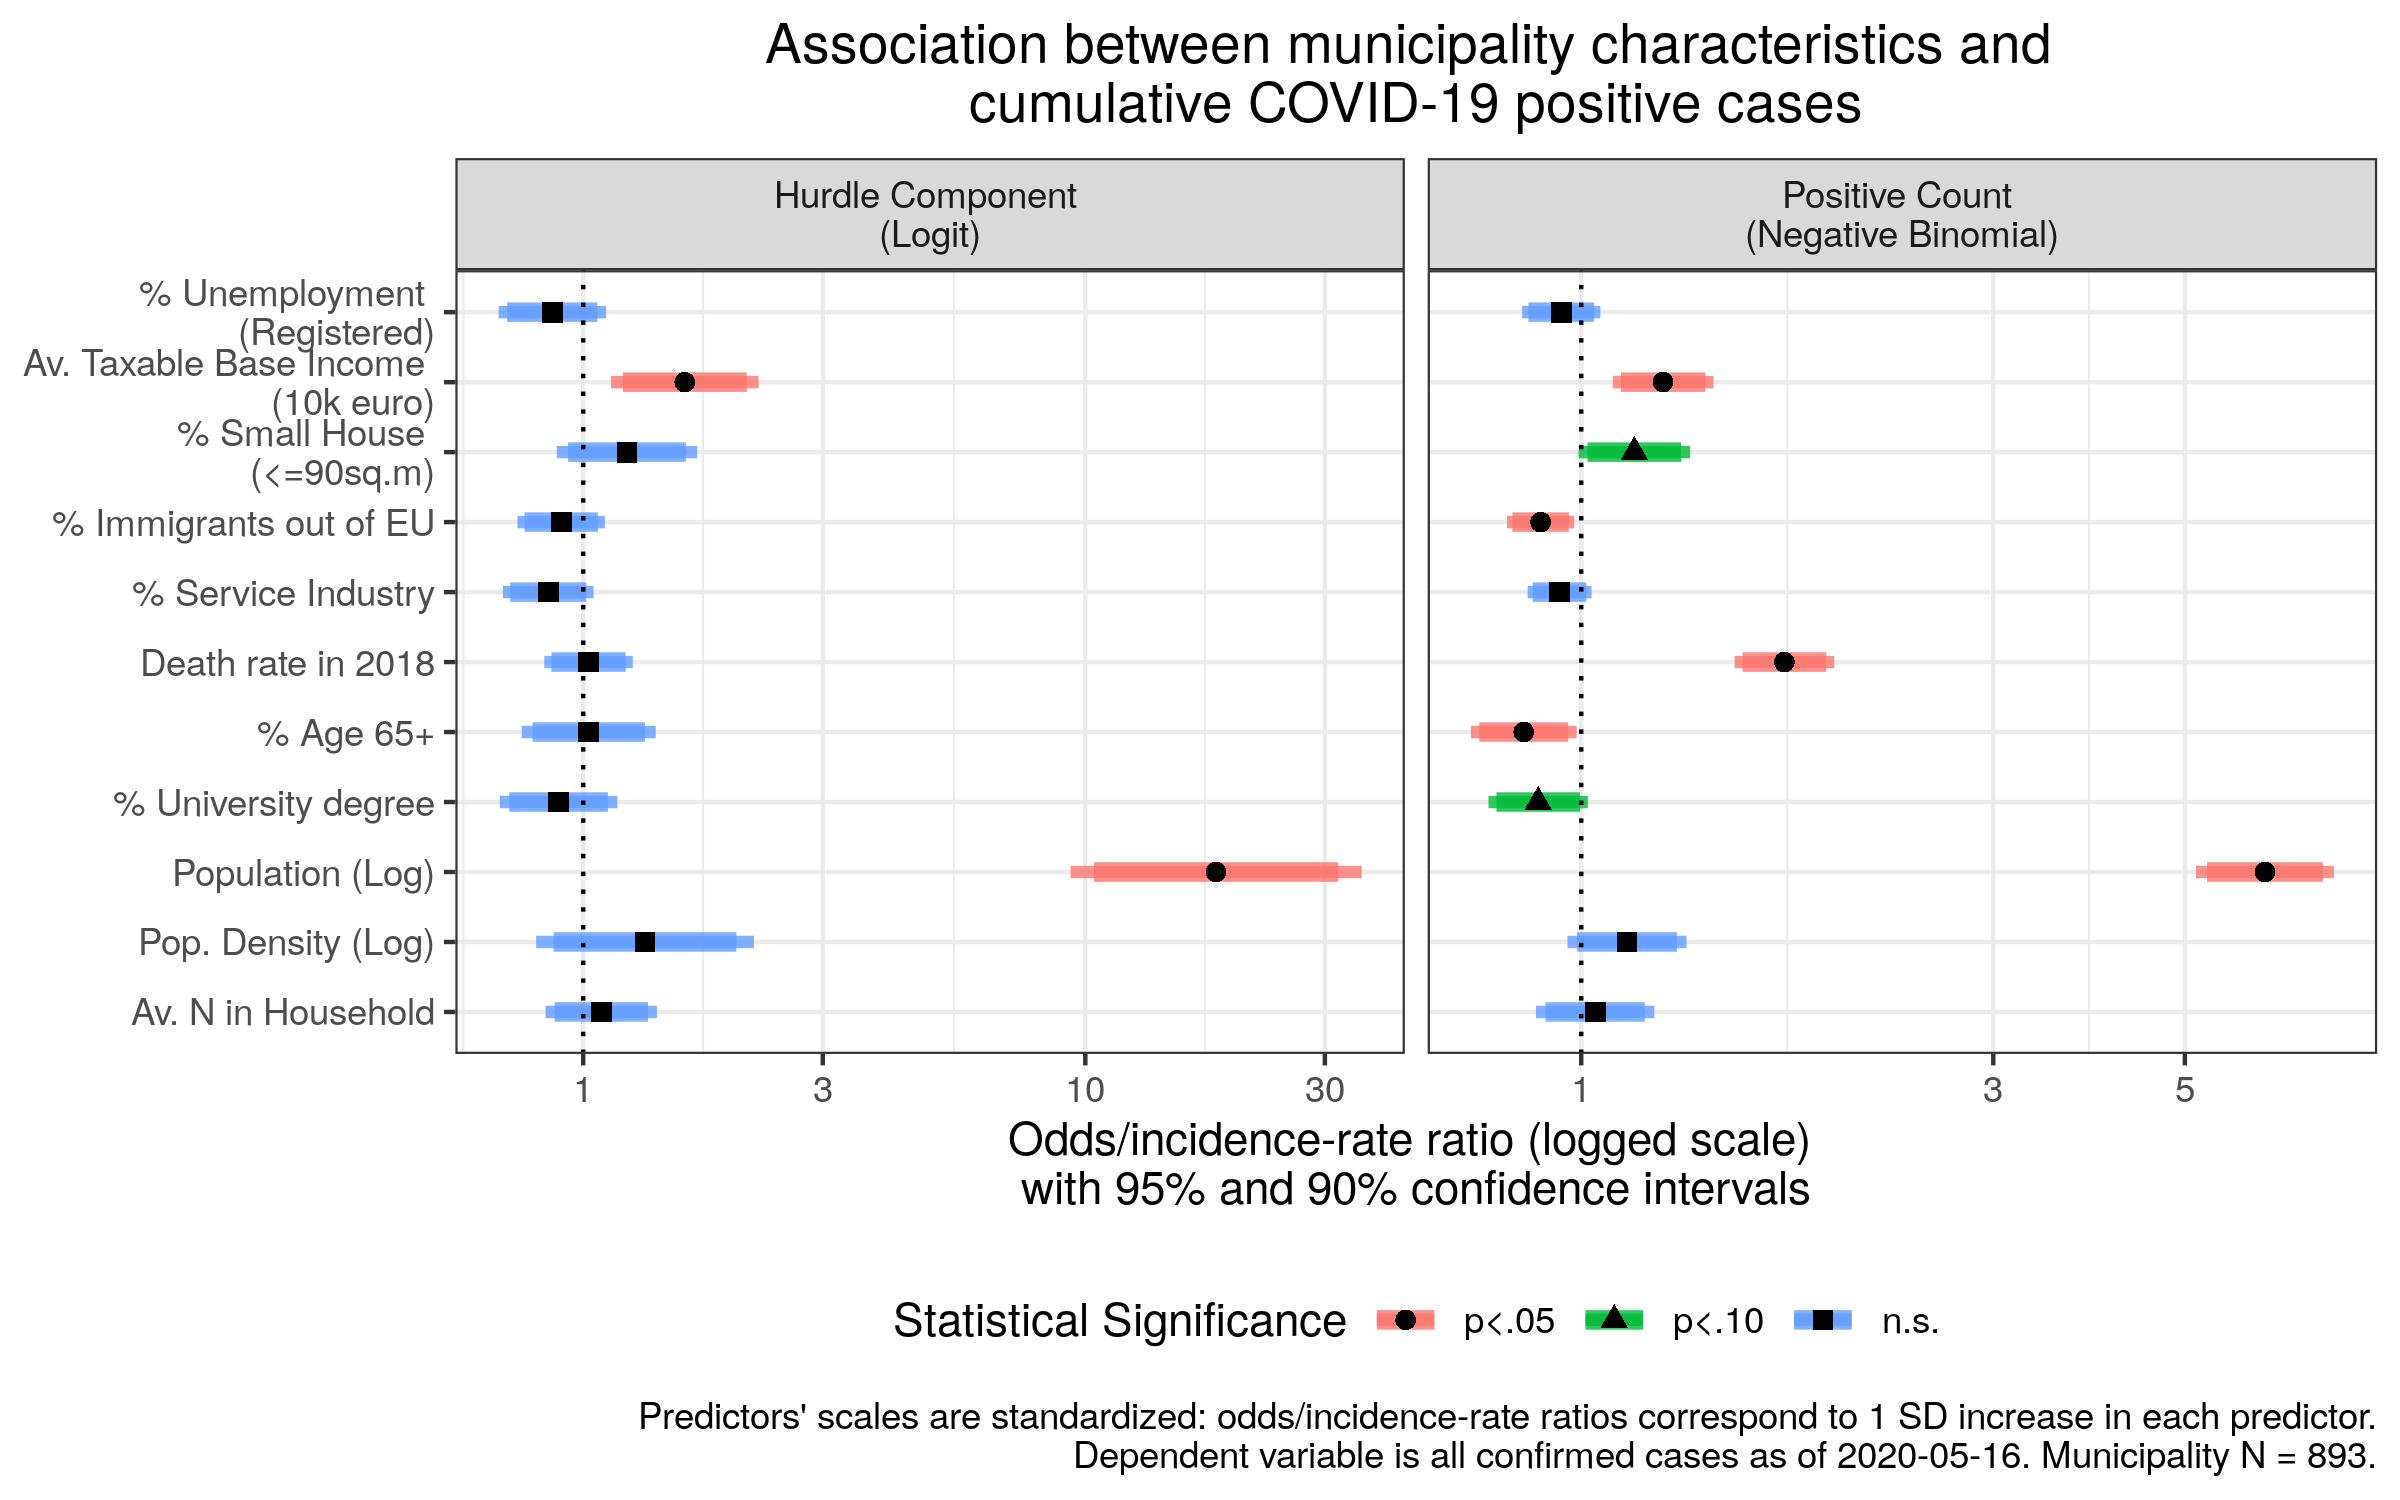 Association between municipality characteristics and
cumulative COVID-19 positive cases
Hurdle Component
(Logit)
Positive Count
(Negative Binomial)
% Unemployment
(Registered)
Av. Taxable Base Income
(10k euro)
% Small House
(<=90sq.m)
% Immigrants out of EU
% Service Industry
Death rate in 2018
% Age 65+
% University degree
Population (Log)
Pop. Density (Log)
Av. N in Household
1 3 10 30
1 3 5
Odds/incidence-rate ratio (logged scale)
with 95% and 90% confidence intervals
Statistical Significance p<.05 p<.10 n.s.
Predictors' scales are standardized: odds/incidence-rate ratios correspond to 1 SD increase in each predictor.
Dependent variable is all confirmed cases as of 2020-05-16. Municipality N = 893.